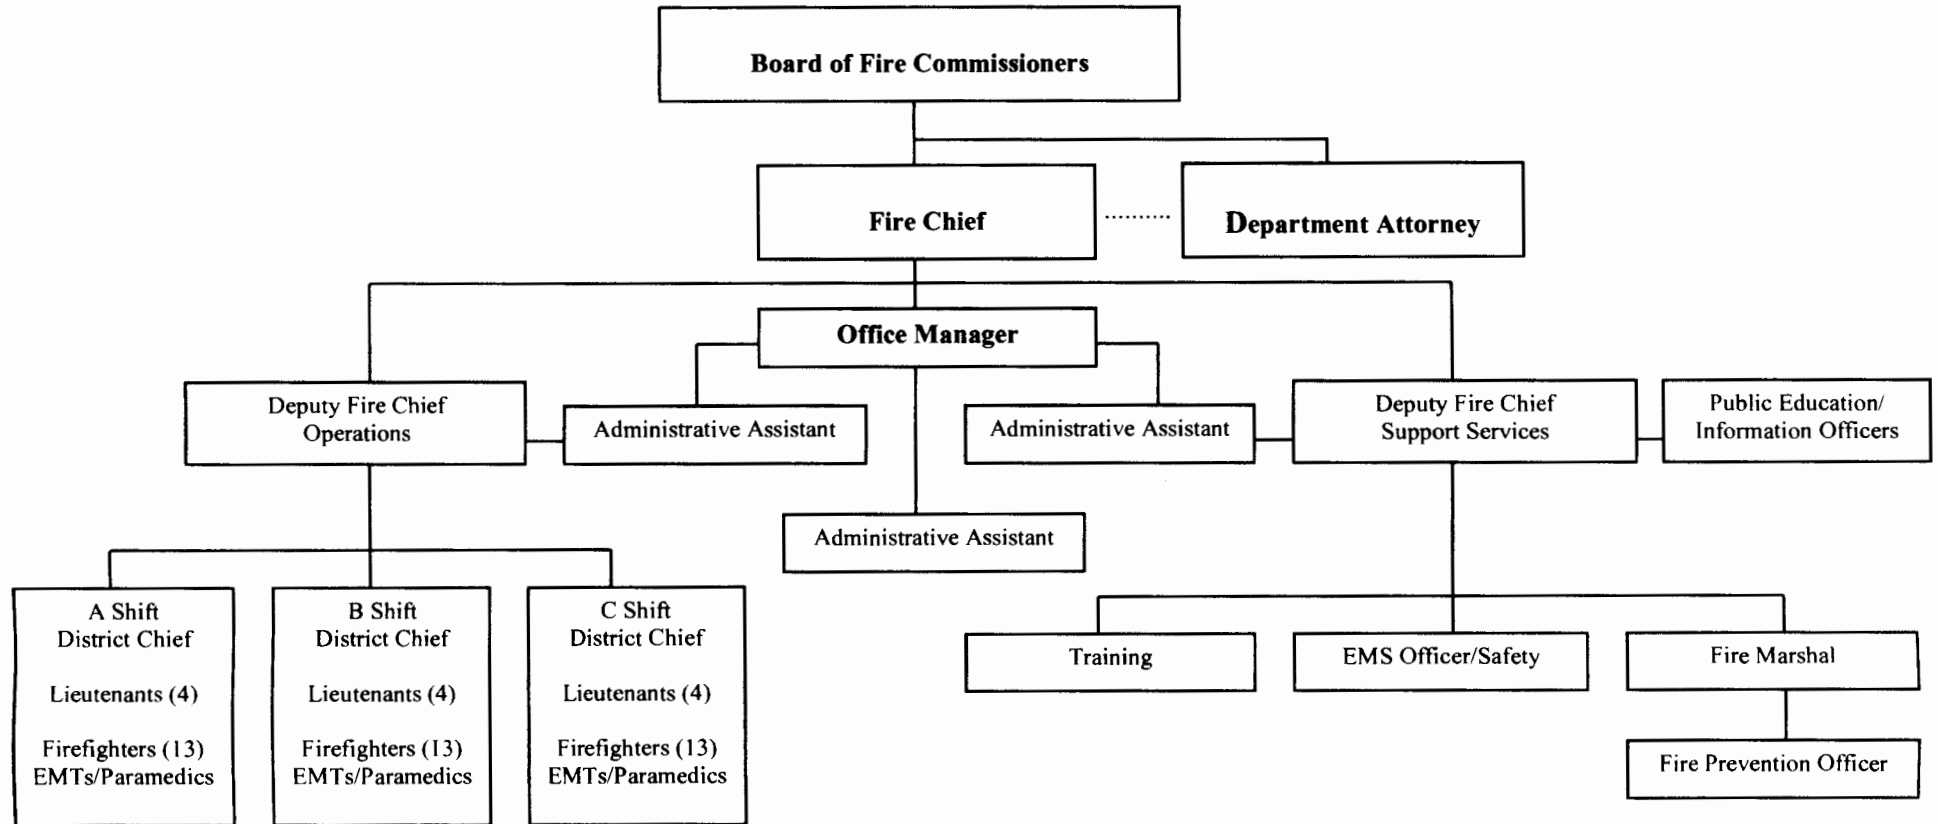 Board of Fire Commissioners
Fire Chief
..........
Department Attorney
Office Manager
Deputy Fire Chief
Operations
Administrative Assistant
Administrative Assistant
Deputy Fire Chief
Support Services
Public Education/
Information Officers
Administrative Assistant
A Shift
District Chief
Lieutenants (4)
Firefighters (13)
EMTs/Paramedics
B Shift
District Chief
Lieutenants (4)
Firefighters (13)
EMTs/Paramedics
C Shift
District Chief
Lieutenants (4)
Firefighters (13)
EMTs/Paramedics
Training
EMS Officer/Safety
Fire Marshal
Fire Prevention Officer